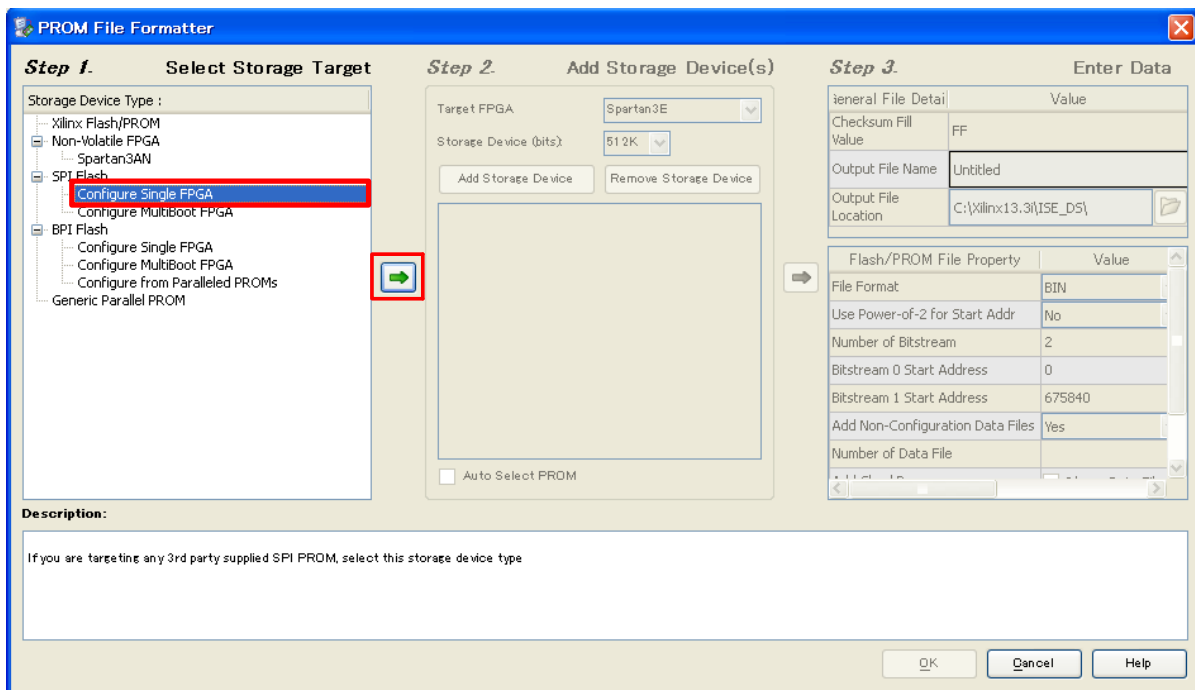 PROM File Formatter
Step 1. Select Storage Target
Storage Device Type :
Xilinx Flash/PROM
Non-Volatile FPGA
Spartan3AN
SPI Flash
Configure Single FPGA
Configure MultiBoot FPGA
BPI Flash
Configure Single FPGA
Configure MultiBoot FPGA
Configure from Paralleled PROMs
Generic Parallel PROM
Step 2. Add Storage Device(s)
Target FPGA Spartan3E
Storage Device (bits): 512K
Add Storage Device Remove Storage Device
Auto Select PROM
Step 3. Enter Data
General File Detai Value
Checksum Fill
Value FF
Output File Name Untitled
Output File
Location C:\Xilinx13.3i\ISE_DS\
Flash/PROM File Property Value
File Format BIN
Use Power-of-2 for Start Addr No
Number of Bitstream 2
Bitstream 0 Start Address 0
Bitstream 1 Start Address 675840
Add Non-Configuration Data Files Yes
Number of Data File
Description:
If you are targeting any 3rd party supplied SPI PROM, select this storage device type
OK Cancel Help